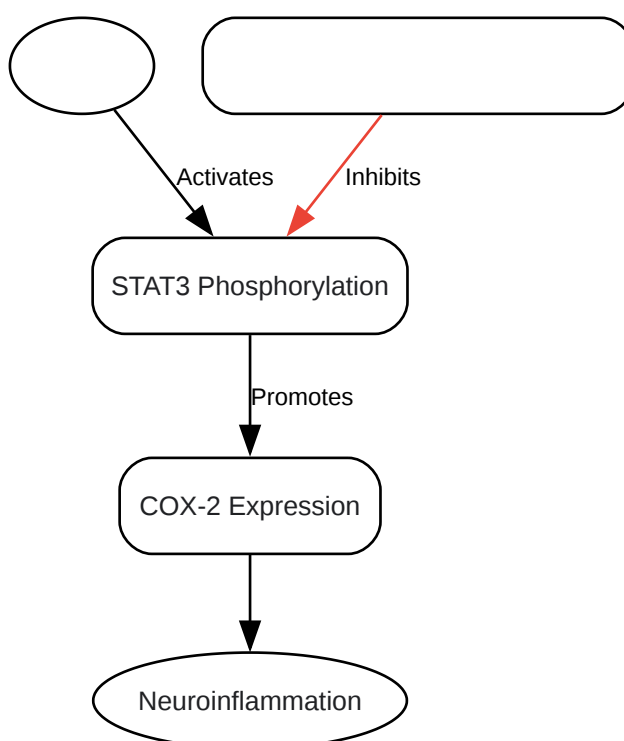 Activates
Inhibits
STAT3 Phosphorylation
Promotes
COX-2 Expression
Neuroinflammation